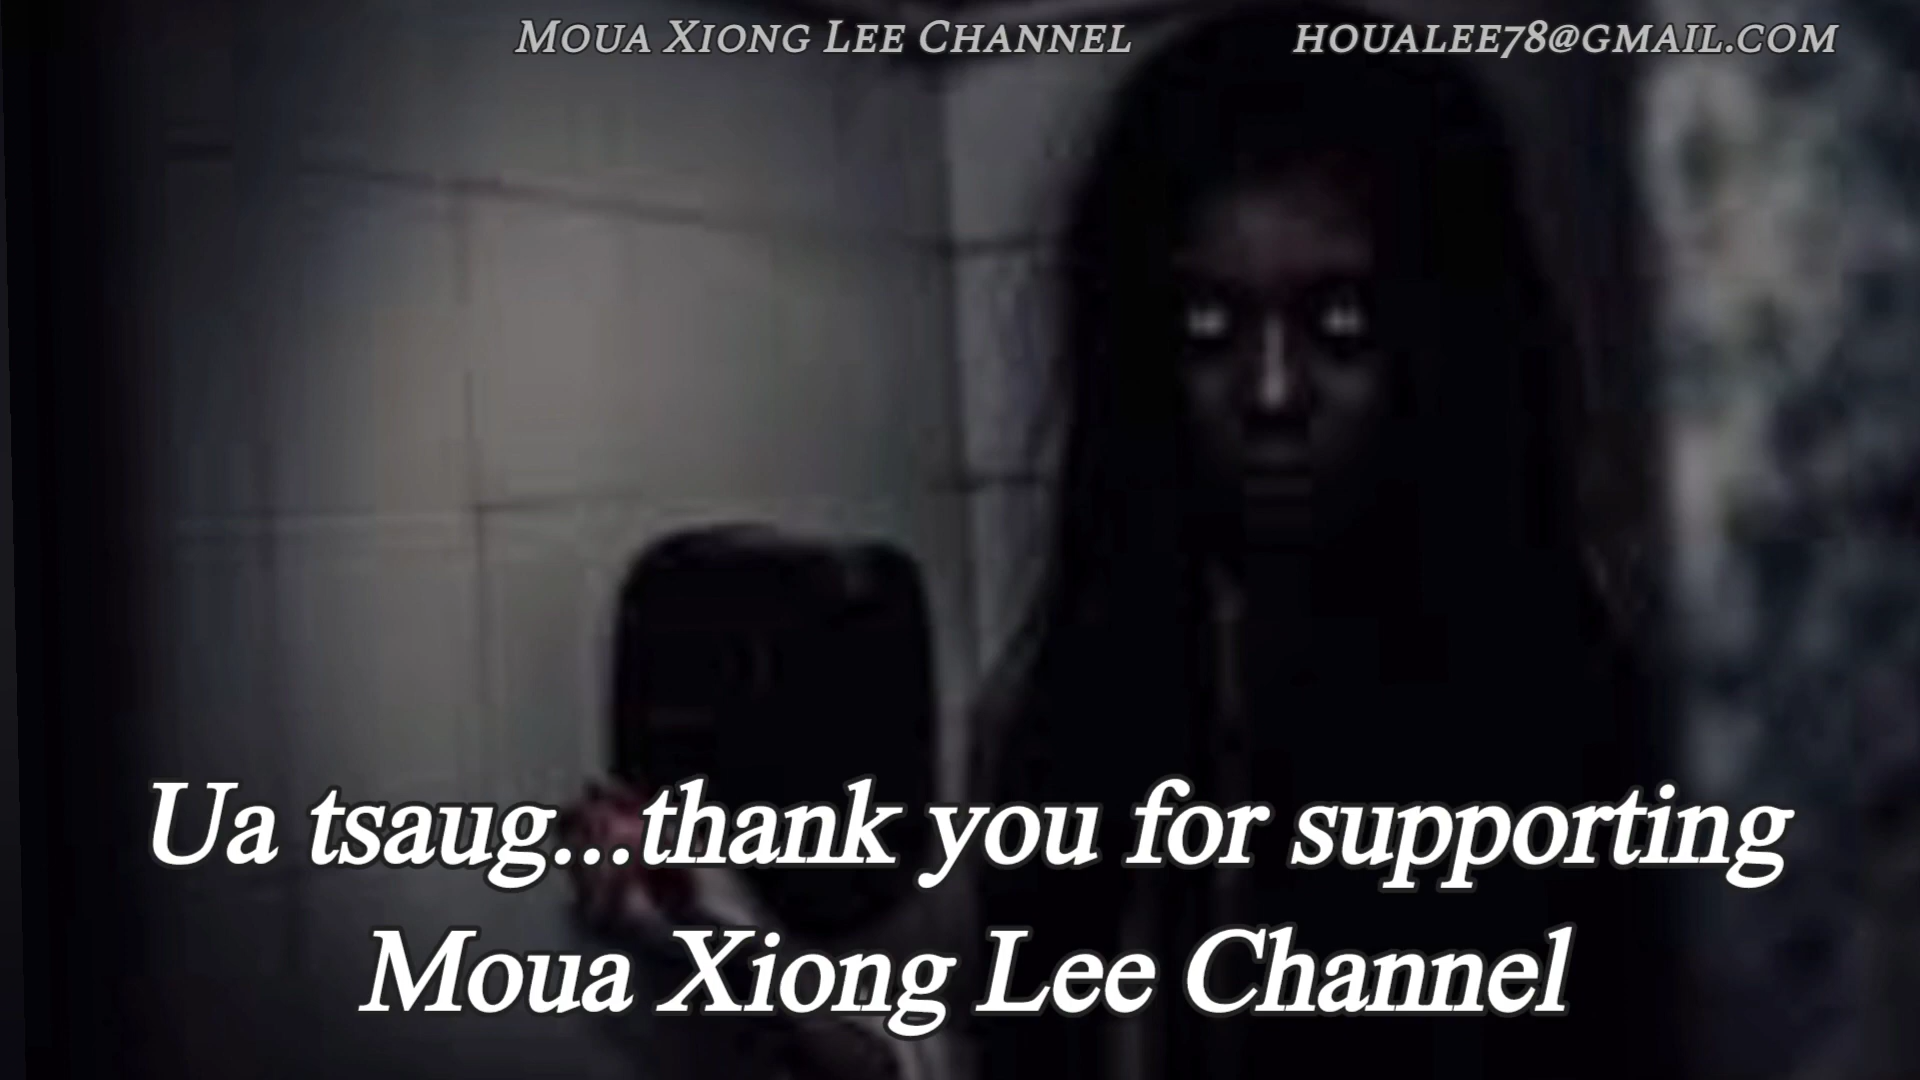 Moua Xiong Lee Channel houalee78@gmail.com
Ua tsaug...thank you for supporting
Moua Xiong Lee Channel